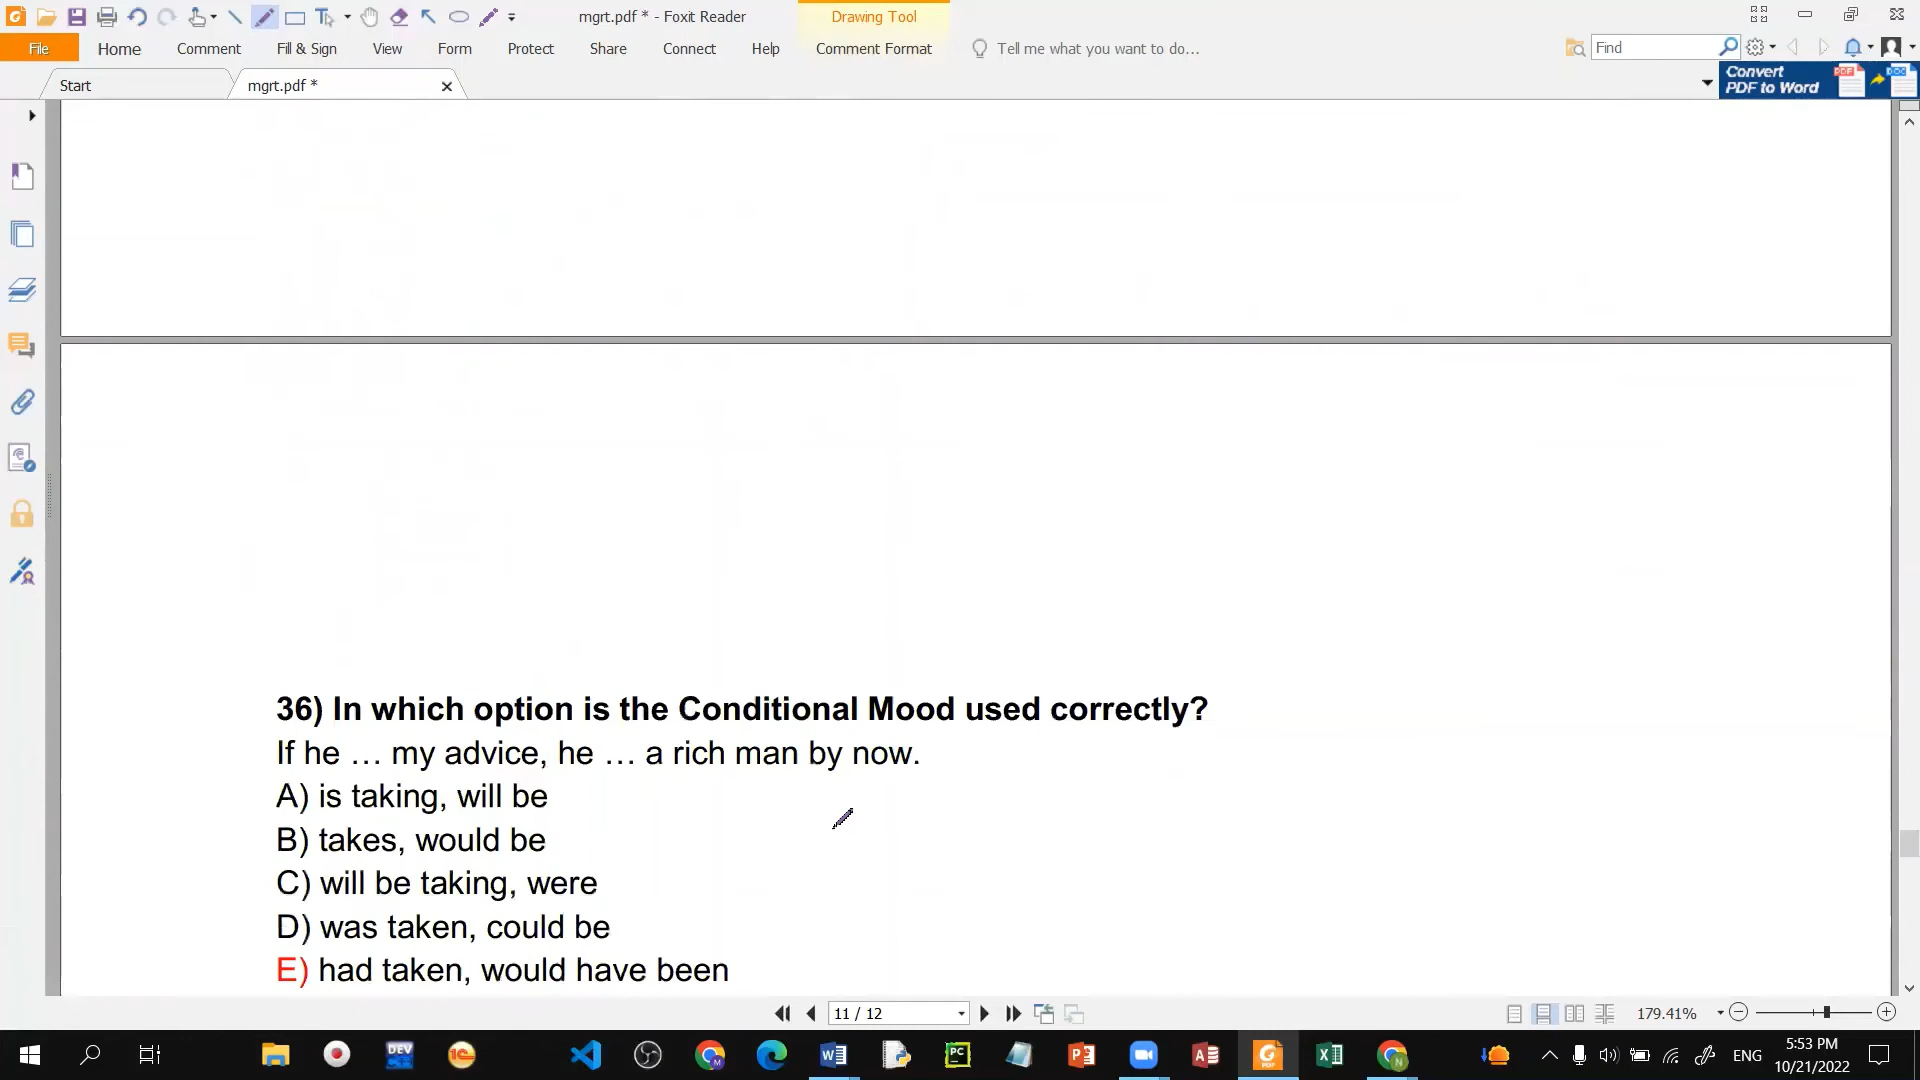 mgrt.pdf * - Foxit Reader
Drawing Tool
File
Home
Comment
Fill & Sign
View
Form
Protect
Share
Connect
Help
Comment Format
Tell me what you want to do...
Find
Start
mgrt.pdf *
Convert
PDF to Word
36) In which option is the Conditional Mood used correctly?
If he … my advice, he … a rich man by now.
A) is taking, will be
B) takes, would be
C) will be taking, were
D) was taken, could be
E) had taken, would have been
11 / 12
179.41%
DEV
1C
PC
ENG
5:53 PM
10/21/2022